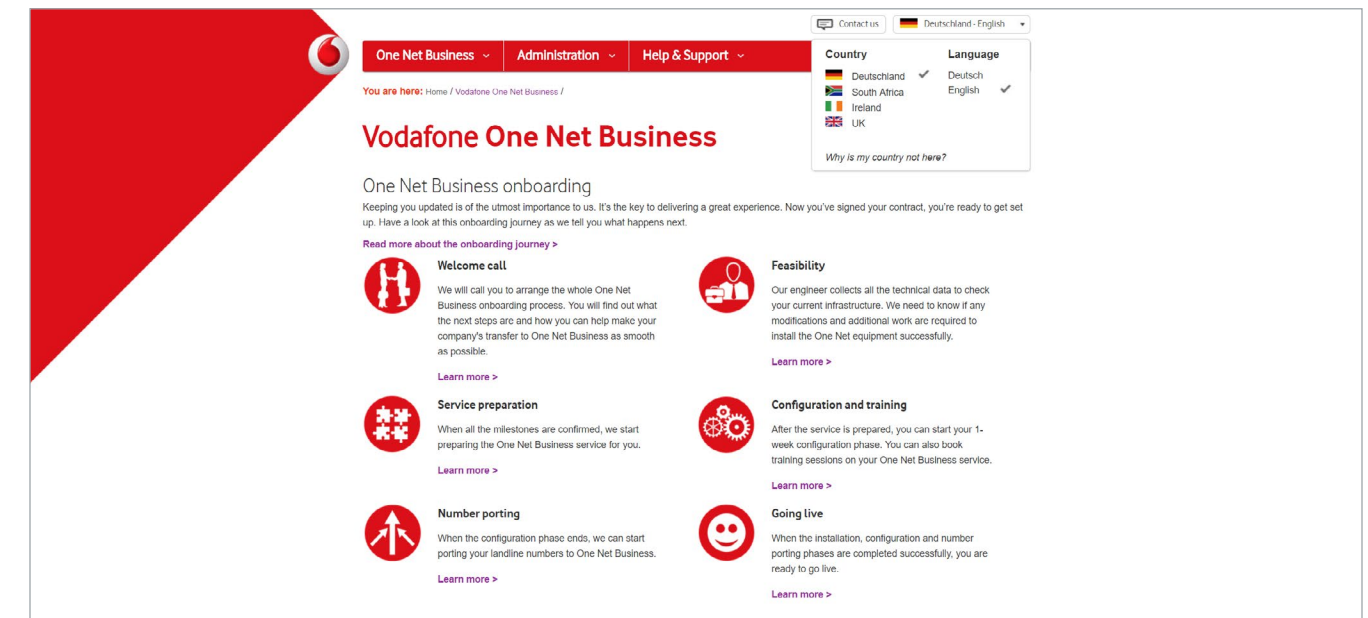 Contact us
Deutschland - English
One Net Business
Administration
Help & Support
Country
Language
Deutschland
Deutsch
South Africa
English
Ireland
UK
Why is my country not here?
You are here: Home / Vodafone One Net Business /
Vodafone One Net Business
One Net Business onboarding
Keeping you updated is of the utmost importance to us. It's the key to delivering a great experience. Now you've signed your contract, you're ready to get set
up. Have a look at this onboarding journey as we tell you what happens next.
Read more about the onboarding journey >
Welcome call
We will call you to arrange the whole One Net
Business onboarding process. You will find out what
the next steps are and how you can help make your
company's transfer to One Net Business as smooth
as possible.
Learn more >
Feasibility
Our engineer collects all the technical data to check
your current infrastructure. We need to know if any
modifications and additional work are required to
install the One Net equipment successfully.
Learn more >
Service preparation
When all the milestones are confirmed, we start
preparing the One Net Business service for you.
Learn more >
Configuration and training
After the service is prepared, you can start your 1-
week configuration phase. You can also book
training sessions on your One Net Business service.
Learn more >
Number porting
When the configuration phase ends, we can start
porting your landline numbers to One Net Business.
Learn more >
Going live
When the installation, configuration and number
porting phases are completed successfully, you are
ready to go live.
Learn more >